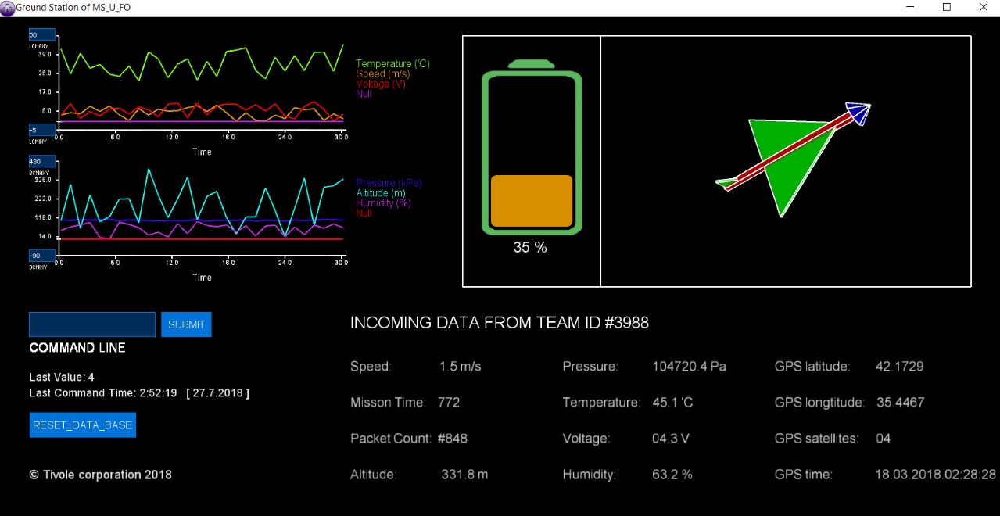 Ground Station of MS_U_FO
50
LGMAXY
39.0
28.0
17.0
6.0
-5
LGMINY
0 0
6 0
12 0
18 0
24 0
30 0
Time
Temperature ('C)
Speed (m/s)
Voltage (V)
Null
430
BCMAXY
326.0
222.0
118.0
14.0
-90
BCMINY
0 0
6 0
12 0
18 0
24 0
30 0
Time
Pressure (kPa)
Altitude (m)
Humidity (%)
Null
35 %
SUBMIT
COMMAND LINE
Last Value: 4
Last Command Time: 2:52:19 [ 27.7.2018 ]
RESET_DATA_BASE
© Tivole corporation 2018
INCOMING DATA FROM TEAM ID #3988
Speed: 1.5 m/s Pressure: 104720.4 Pa GPS latitude: 42.1729
Misson Time: 772 Temperature: 45.1 'C GPS longtitude: 35.4467
Packet Count: #848 Voltage: 04.3 V GPS satellites: 04
Altitude: 331.8 m Humidity: 63.2 % GPS time: 18.03.2018.02:28:28